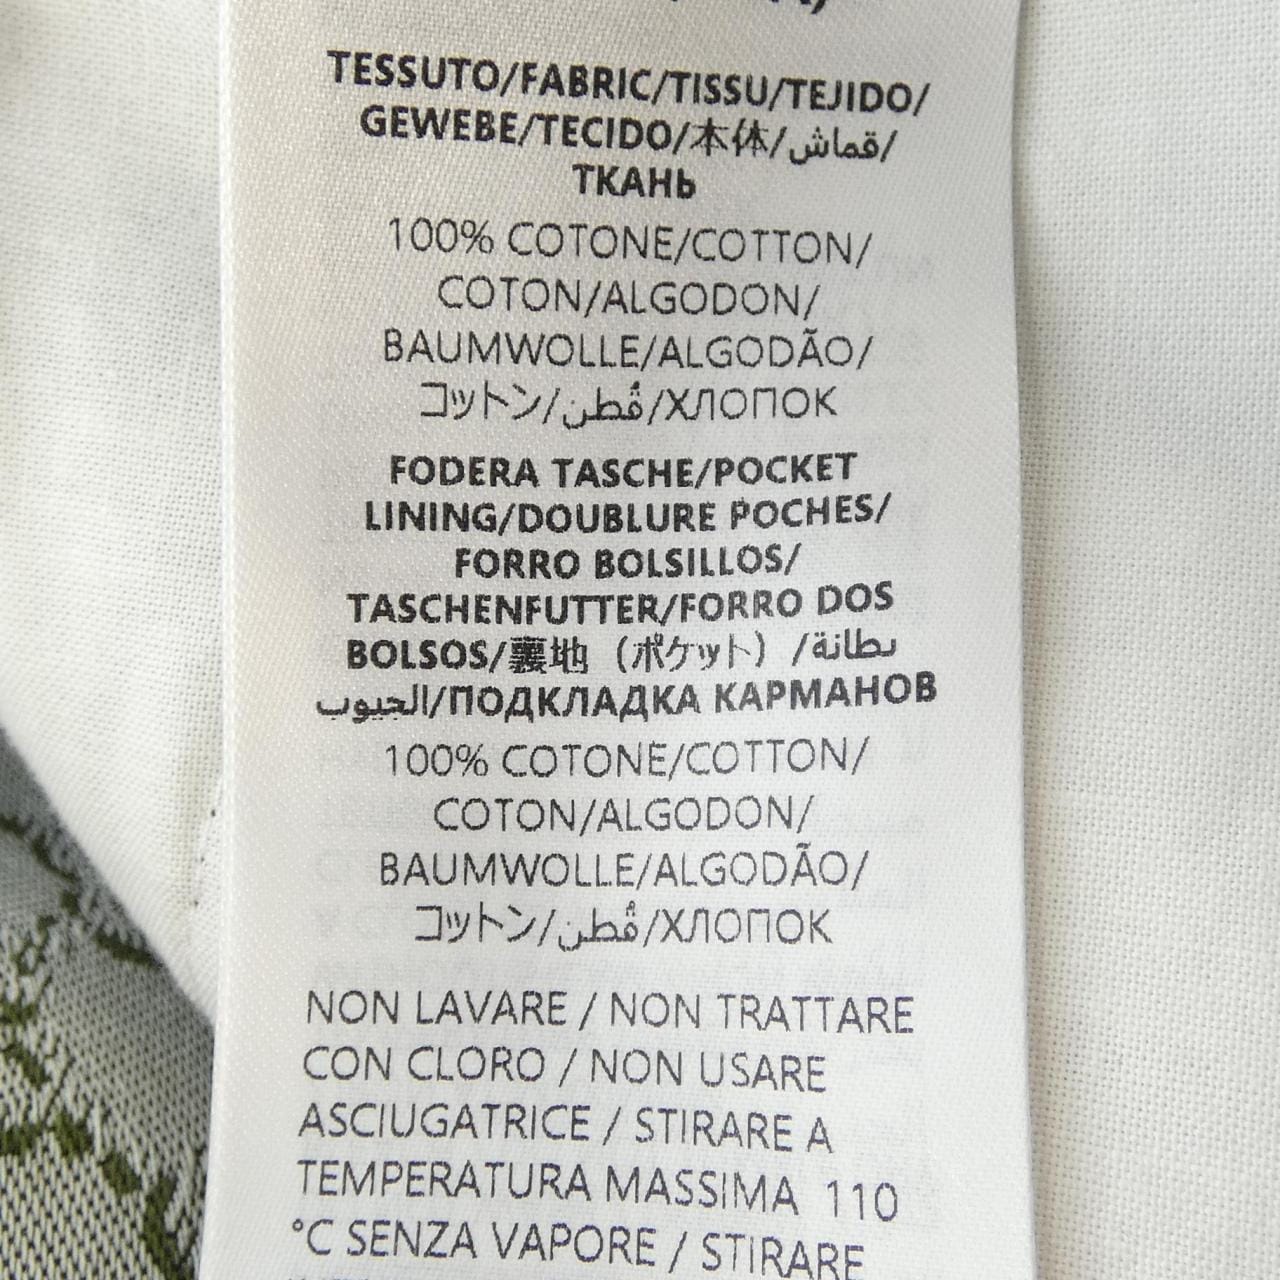 TESSUTO/FABRIC/TISSU/TEJIDO/
GEWEBE/TECIDO/本体/قماش/
ТКАНЬ
100% COTONE/COTTON/
COTON/ALGODON/
BAUMWOLLE/ALGODÃO/
コットン/قُطن/ХЛОПОК
FODERA TASCHE/POCKET
LINING/DOUBLURE POCHES/
FORRO BOLSILLOS/
TASCHENFUTTER/FORRO DOS
BOLSOS/裏地（ポケット）/بطانة
الجيوب/ПОДКЛАДКА КАРМАНОВ
100% COTONE/COTTON/
COTON/ALGODON/
BAUMWOLLE/ALGODÃO/
コットン/قُطن/ХЛОПОК
NON LAVARE / NON TRATTARE
CON CLORO / NON USARE
ASCIUGATRICE / STIRARE A
TEMPERATURA MASSIMA 110
°C SENZA VAPORE / STIRARE